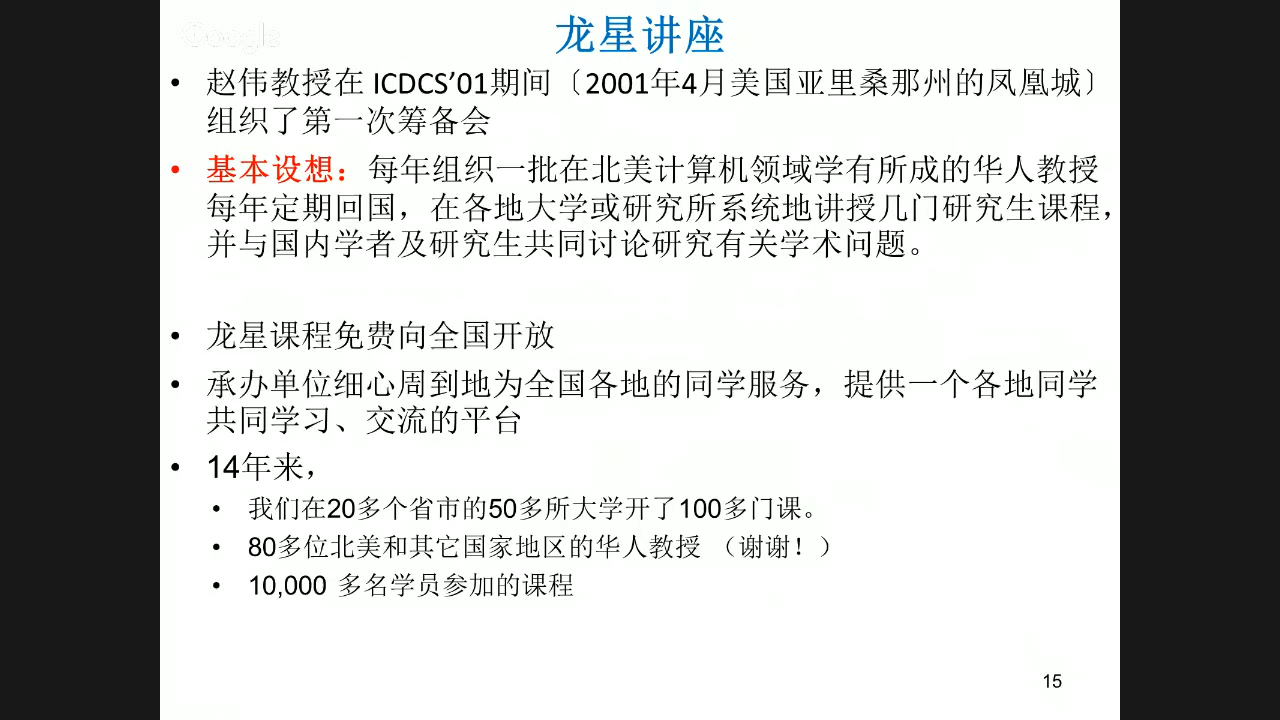 Google
龙星讲座
• 赵伟教授在 ICDCS’01期间〔2001年4月美国亚里桑那州的凤凰城〕
组织了第一次筹备会
• 基本设想：每年组织一批在北美计算机领域学有所成的华人教授
每年定期回国，在各地大学或研究所系统地讲授几门研究生课程，
并与国内学者及研究生共同讨论研究有关学术问题。
• 龙星课程免费向全国开放
• 承办单位细心周到地为全国各地的同学服务，提供一个各地同学
共同学习、交流的平台
• 14年来，
• 我们在20多个省市的50多所大学开了100多门课。
• 80多位北美和其它国家地区的华人教授 （谢谢！）
• 10,000 多名学员参加的课程
15